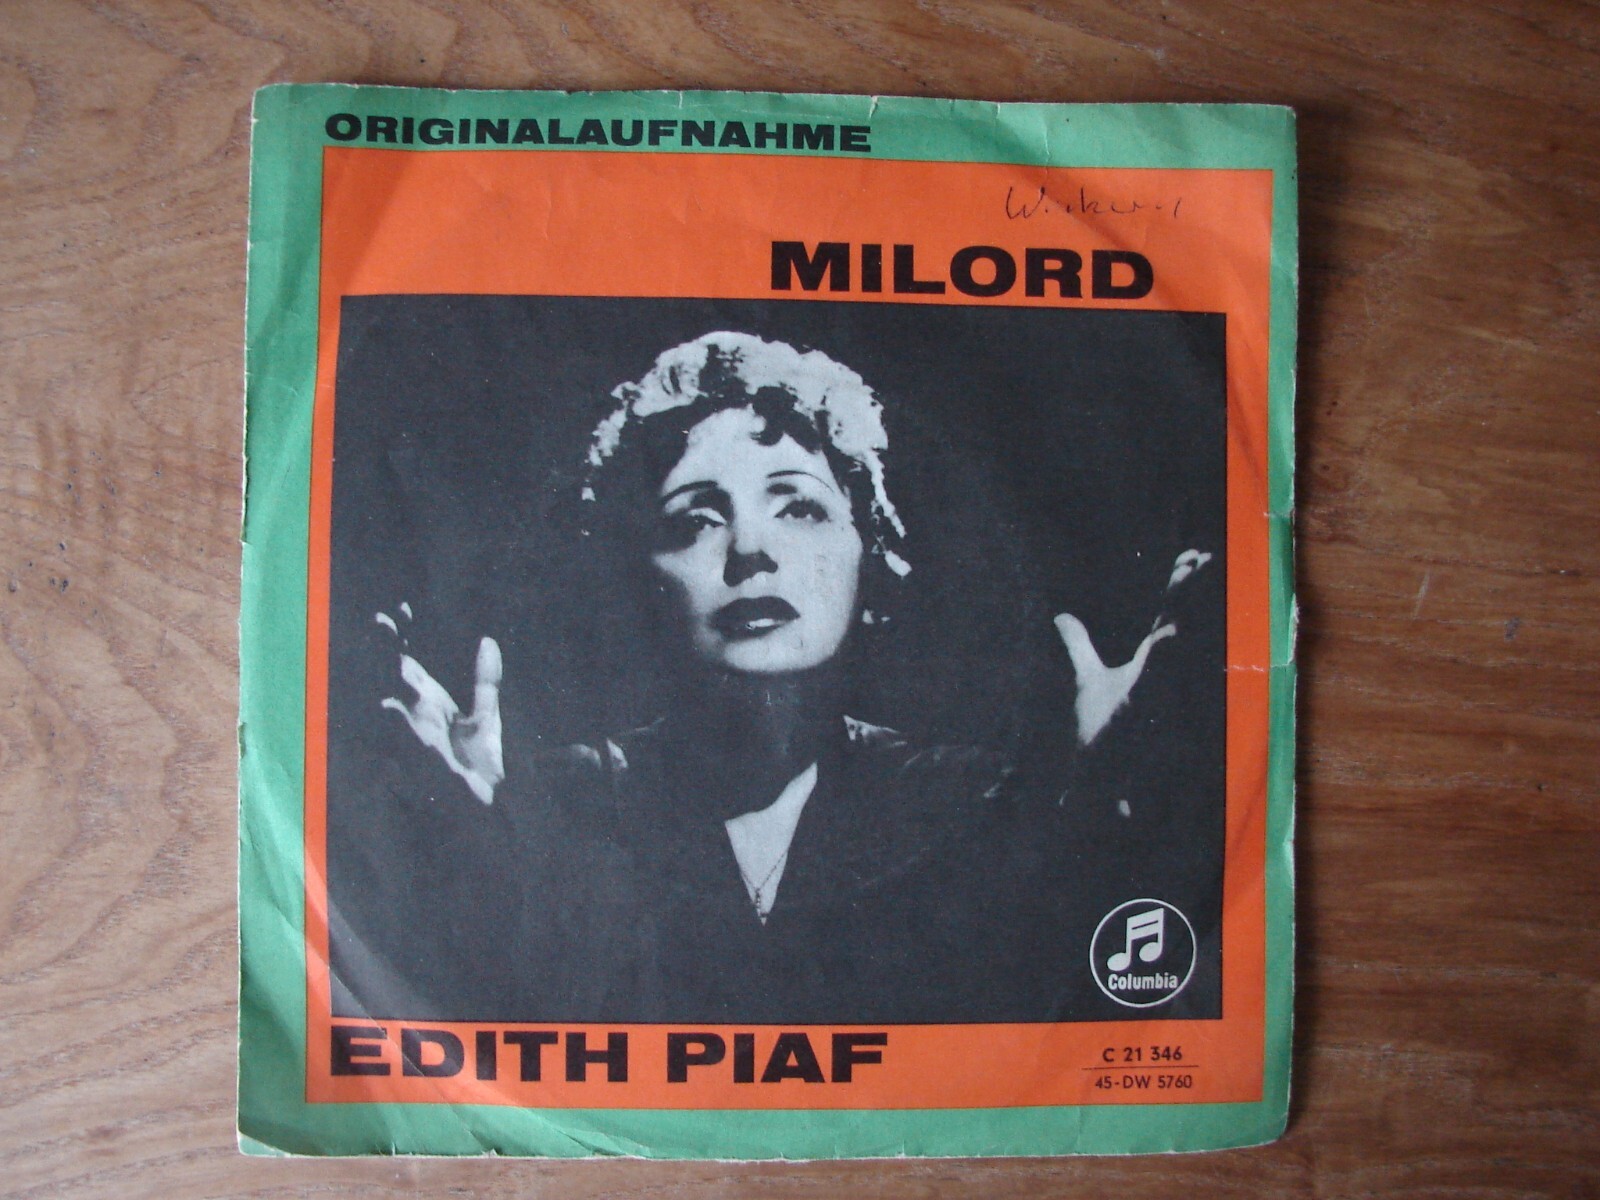 ORIGINALAUFNAHME
MILORD
Columbia
EDITH PIAF
C 21 346
45-DW 5760